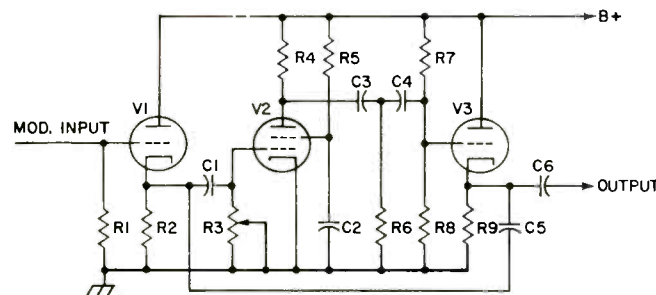 B+
R4
R5
R7
C3
C4
V1
V2
V3
MOD. INPUT
C1
C6
OUTPUT
R1
R2
R3
C2
R6
R8
R9
C5